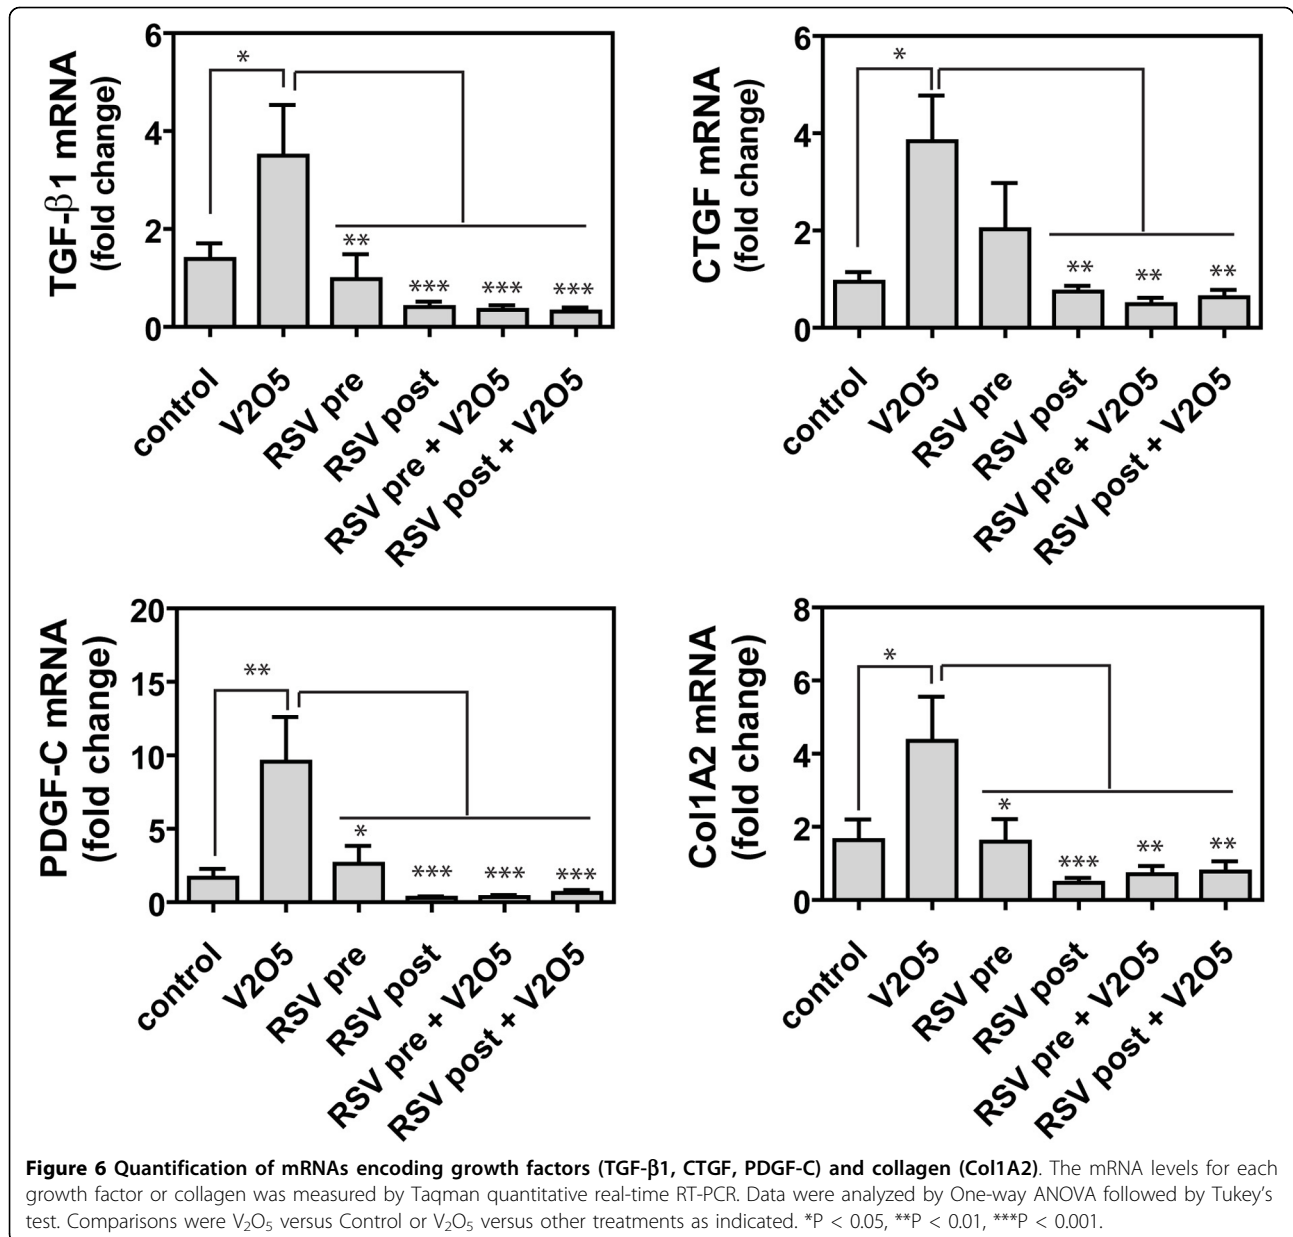 TGF-β1 mRNA
(fold change)
6
4
2
0
*
**
***
***
***
control
V2O5
RSV pre
RSV post
RSV pre + V2O5
RSV post + V2O5
CTGF mRNA
(fold change)
6
4
2
0
*
**
**
**
control
V2O5
RSV pre
RSV post
RSV pre + V2O5
RSV post + V2O5
PDGF-C mRNA
(fold change)
20
15
10
5
0
**
*
***
***
***
control
V2O5
RSV pre
RSV post
RSV pre + V2O5
RSV post + V2O5
Col1A2 mRNA
(fold change)
8
6
4
2
0
*
*
***
**
**
control
V2O5
RSV pre
RSV post
RSV pre + V2O5
RSV post + V2O5
Figure 6 Quantification of mRNAs encoding growth factors (TGF-β1, CTGF, PDGF-C) and collagen (Col1A2). The mRNA levels for each
growth factor or collagen was measured by Taqman quantitative real-time RT-PCR. Data were analyzed by One-way ANOVA followed by Tukey's
test. Comparisons were V₂O₅ versus Control or V₂O₅ versus other treatments as indicated. *P < 0.05, **P < 0.01, ***P < 0.001.